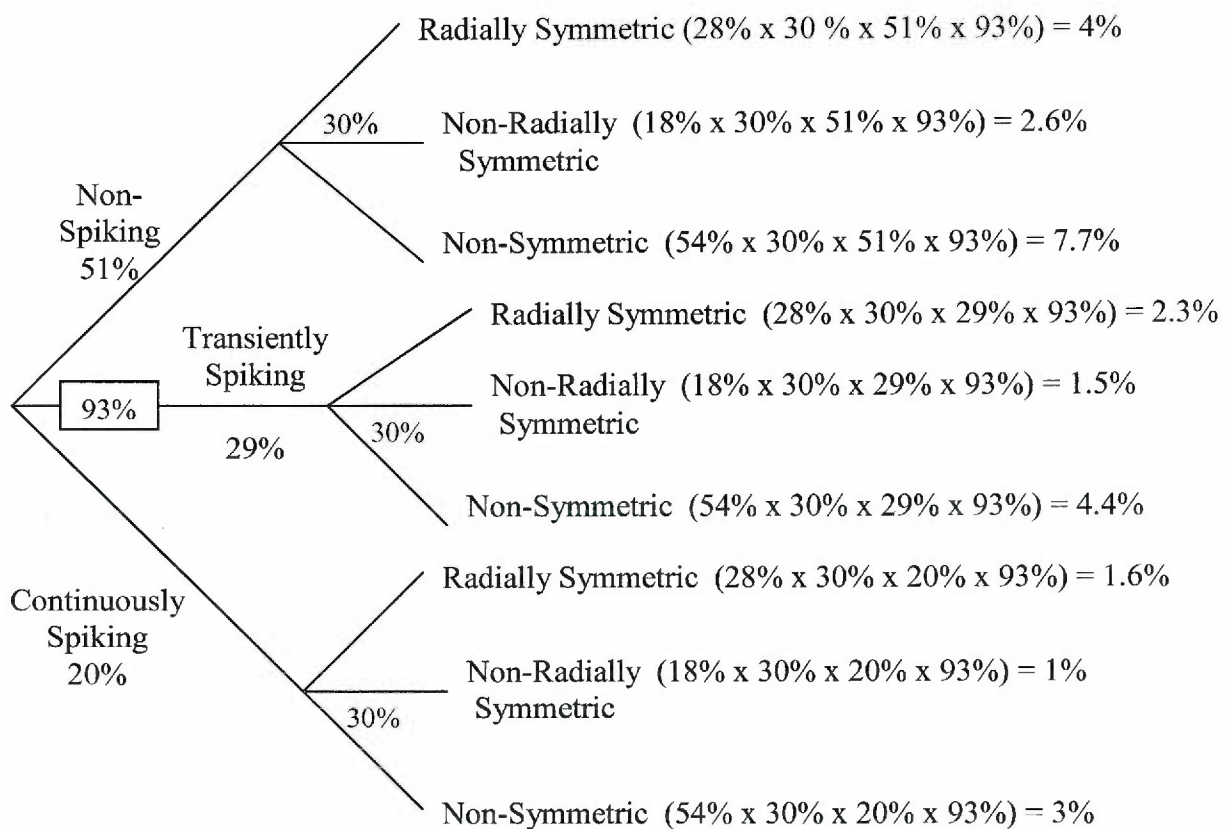 Radially Symmetric (28% x 30 % x 51% x 93%) = 4%
30%
Non-Radially (18% x 30% x 51% x 93%) = 2.6%
Symmetric
Non-
Spiking
51%
Non-Symmetric (54% x 30% x 51% x 93%) = 7.7%
Radially Symmetric (28% x 30% x 29% x 93%) = 2.3%
Transiently
Spiking
93%
29%
30%
Non-Radially (18% x 30% x 29% x 93%) = 1.5%
Symmetric
Non-Symmetric (54% x 30% x 29% x 93%) = 4.4%
Radially Symmetric (28% x 30% x 20% x 93%) = 1.6%
Continuously
Spiking
20%
Non-Radially (18% x 30% x 20% x 93%) = 1%
Symmetric
30%
Non-Symmetric (54% x 30% x 20% x 93%) = 3%